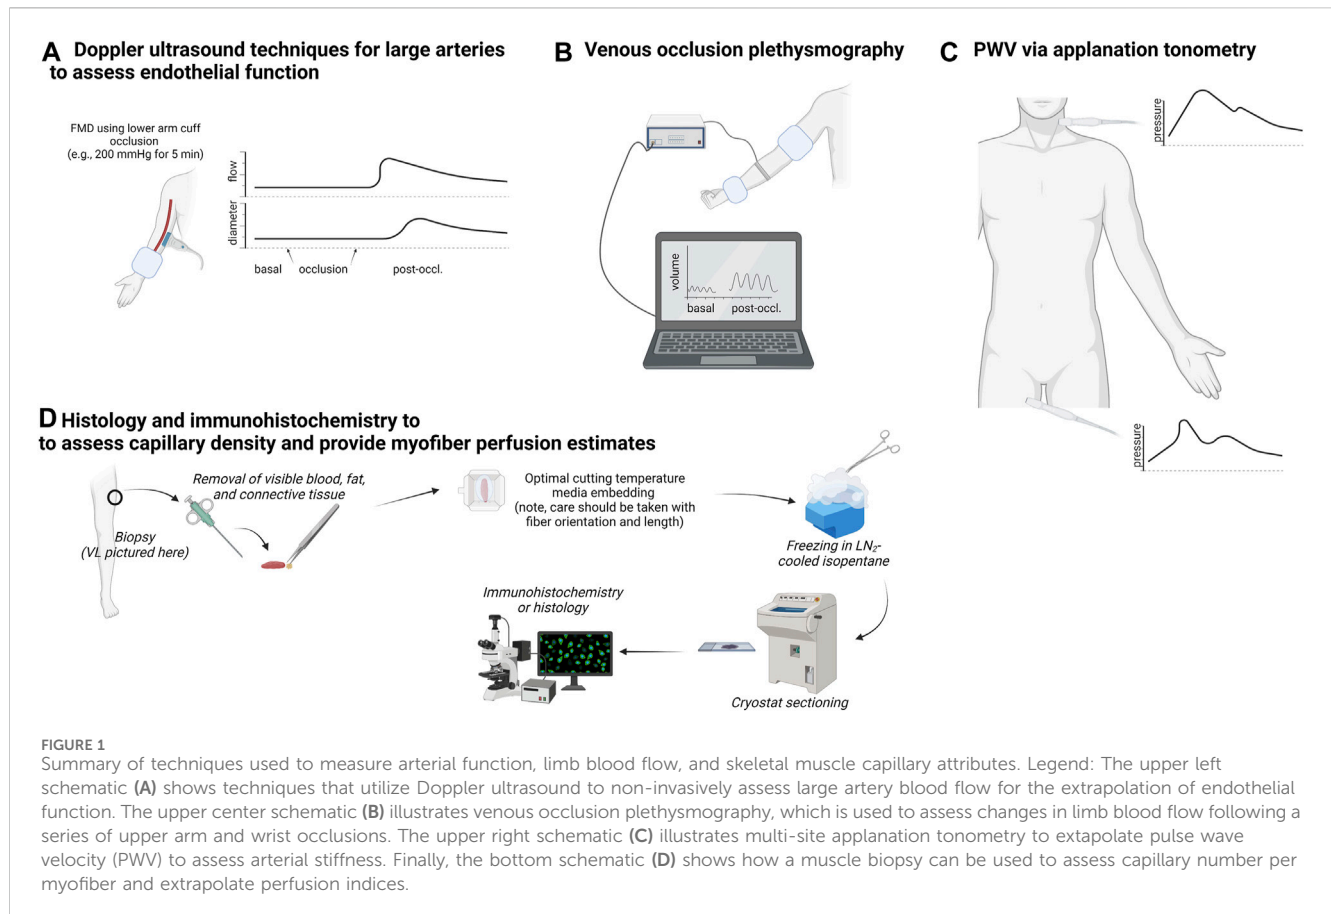 A Doppler ultrasound techniques for large arteries
to assess endothelial function
FMD using lower arm cuff
occlusion
(e.g., 200 mmHg for 5 min)
flow
diameter
basal occlusion post-occl.
B Venous occlusion plethysmography
volume
basal post-occl.
C PWV via applanation tonometry
pressure
pressure
D Histology and immunohistochemistry to
to assess capillary density and provide myofiber perfusion estimates
Biopsy
(VL pictured here)
Removal of visible blood, fat,
and connective tissue
Optimal cutting temperature
media embedding
(note, care should be taken with
fiber orientation and length)
Freezing in LN₂-
cooled isopentane
Cryostat sectioning
Immunohistochemistry
or histology
FIGURE 1
Summary of techniques used to measure arterial function, limb blood flow, and skeletal muscle capillary attributes. Legend: The upper left
schematic (A) shows techniques that utilize Doppler ultrasound to non-invasively assess large artery blood flow for the extrapolation of endothelial
function. The upper center schematic (B) illustrates venous occlusion plethysmography, which is used to assess changes in limb blood flow following a
series of upper arm and wrist occlusions. The upper right schematic (C) illustrates multi-site applanation tonometry to extapolate pulse wave
velocity (PWV) to assess arterial stiffness. Finally, the bottom schematic (D) shows how a muscle biopsy can be used to assess capillary number per
myofiber and extrapolate perfusion indices.